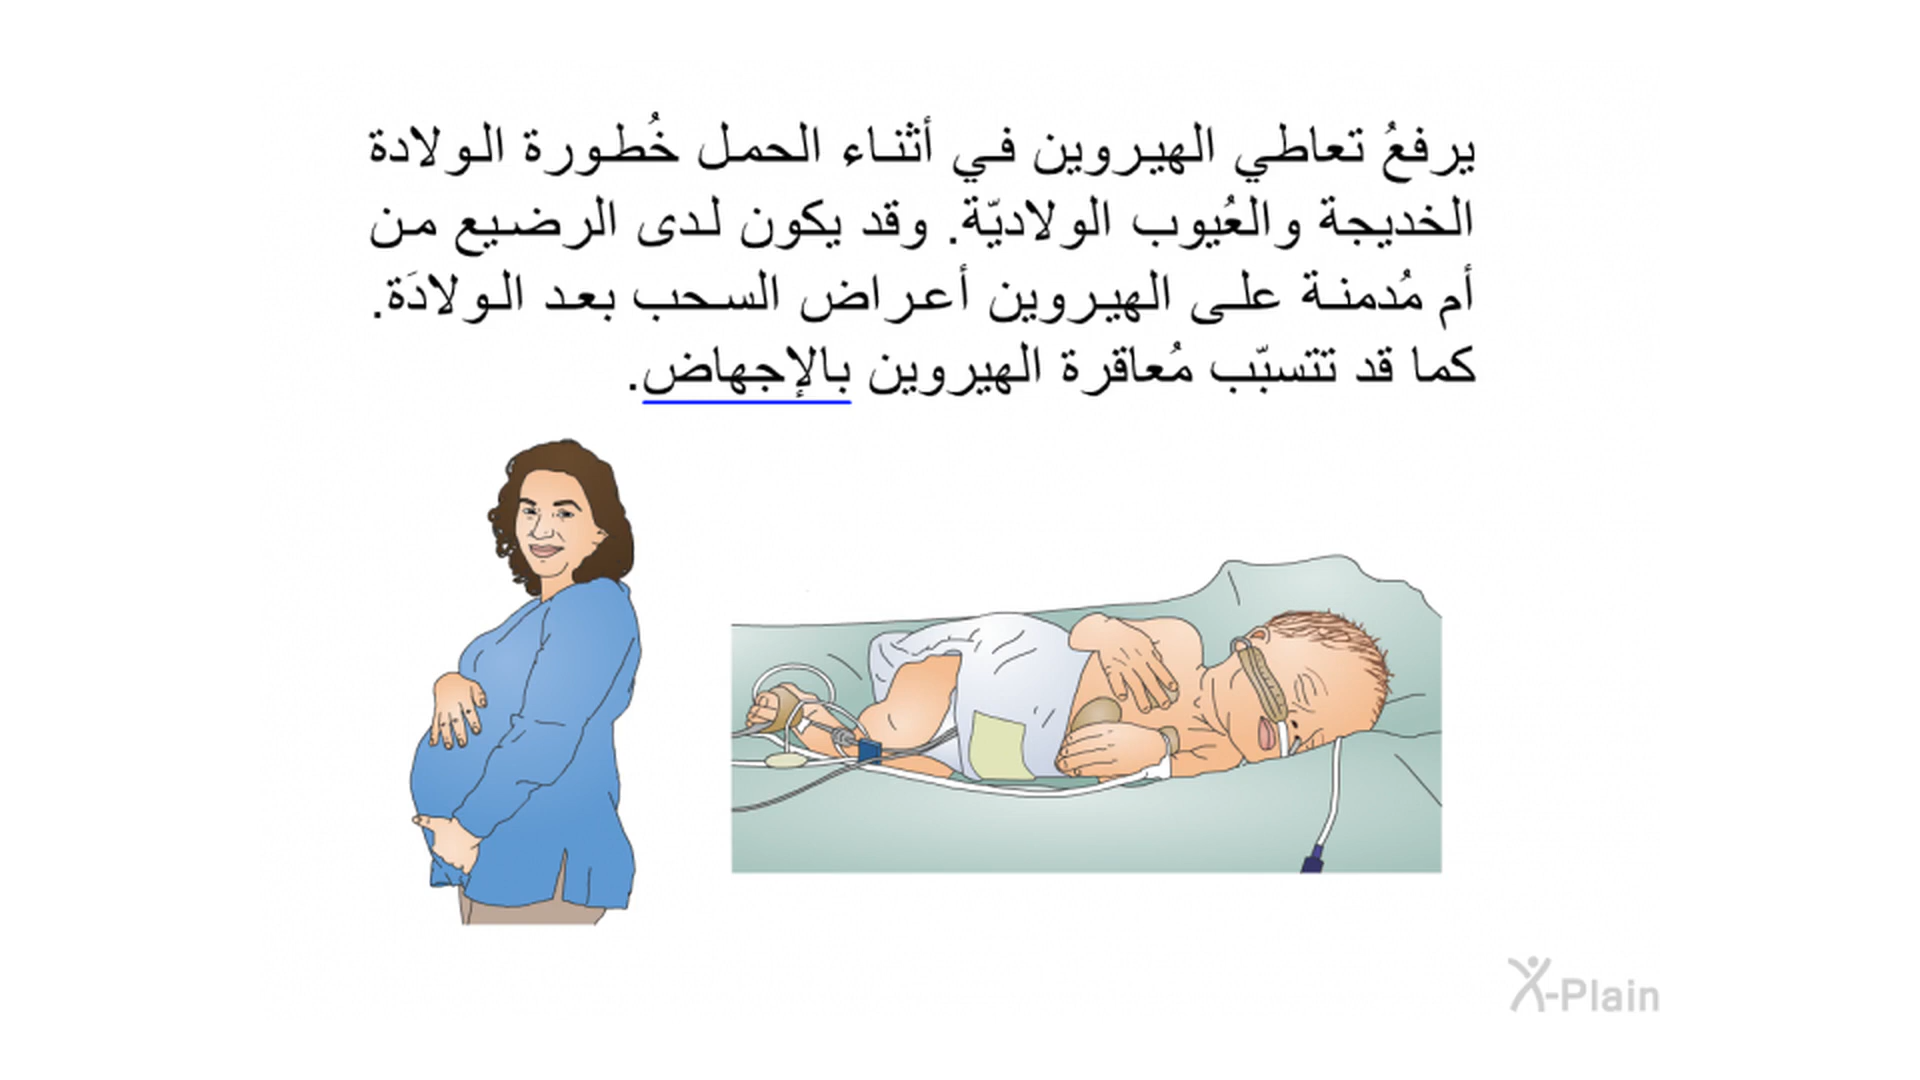 يرفعُ تعاطي الهيروين في أثناء الحمل خُطورة الولادة
الخديجة والعُيوب الولاديّة. وقد يكون لدى الرضيع من
أم مُدمنة على الهيروين أعراض السحب بعد الولادَة.
كما قد تتسبّب مُعاقرة الهيروين بالإجهاض.
X-Plain